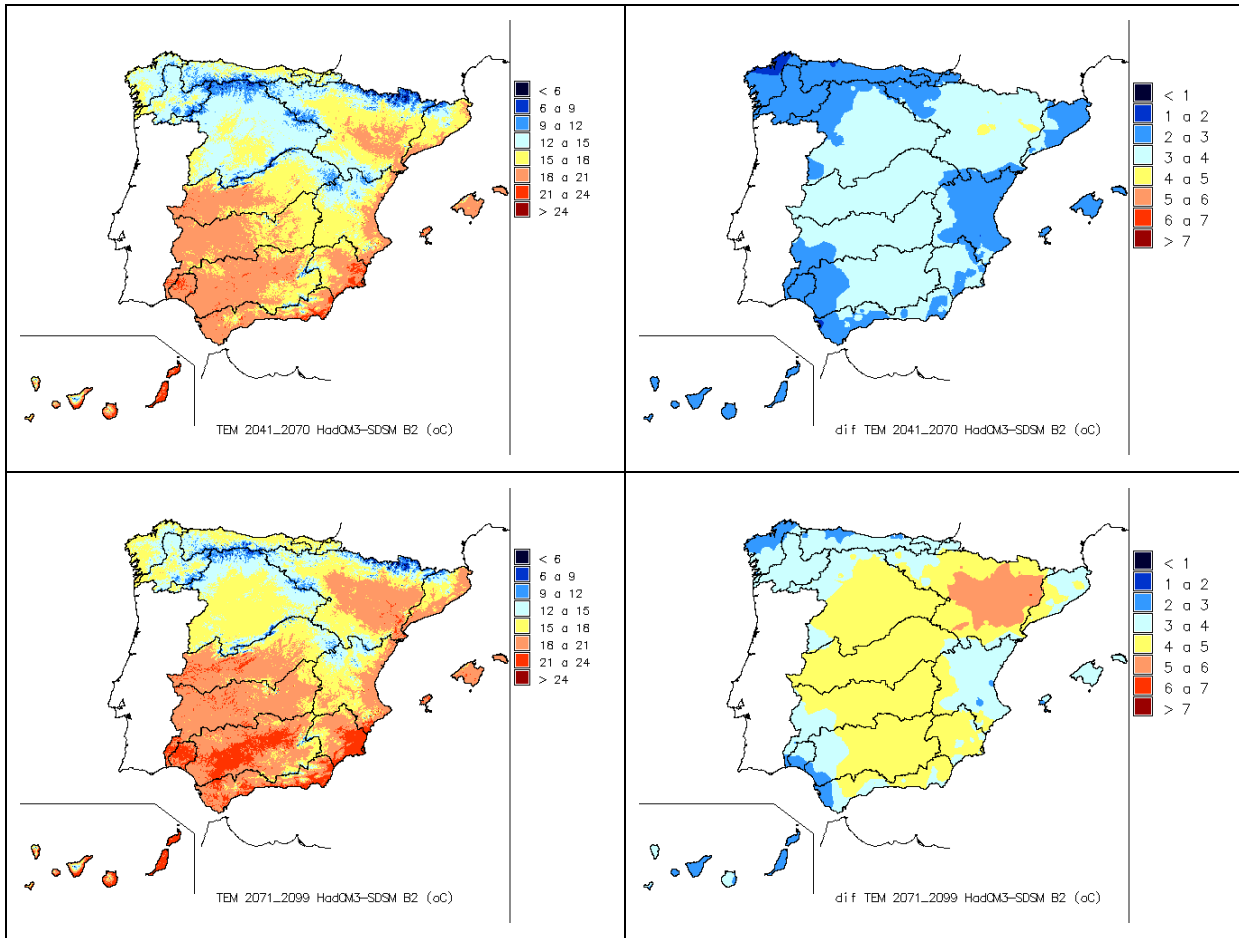 < 6
6 a 9
9 a 12
12 a 15
15 a 18
18 a 21
21 a 24
> 24
TEM 2041_2070 HadCM3-SDSM B2 (oC)
< 1
1 a 2
2 a 3
3 a 4
4 a 5
5 a 6
6 a 7
> 7
dif TEM 2041_2070 HadCM3-SDSM B2 (oC)
< 6
6 a 9
9 a 12
12 a 15
15 a 18
18 a 21
21 a 24
> 24
TEM 2071_2099 HadCM3-SDSM B2 (oC)
< 1
1 a 2
2 a 3
3 a 4
4 a 5
5 a 6
6 a 7
> 7
dif TEM 2071_2099 HadCM3-SDSM B2 (oC)